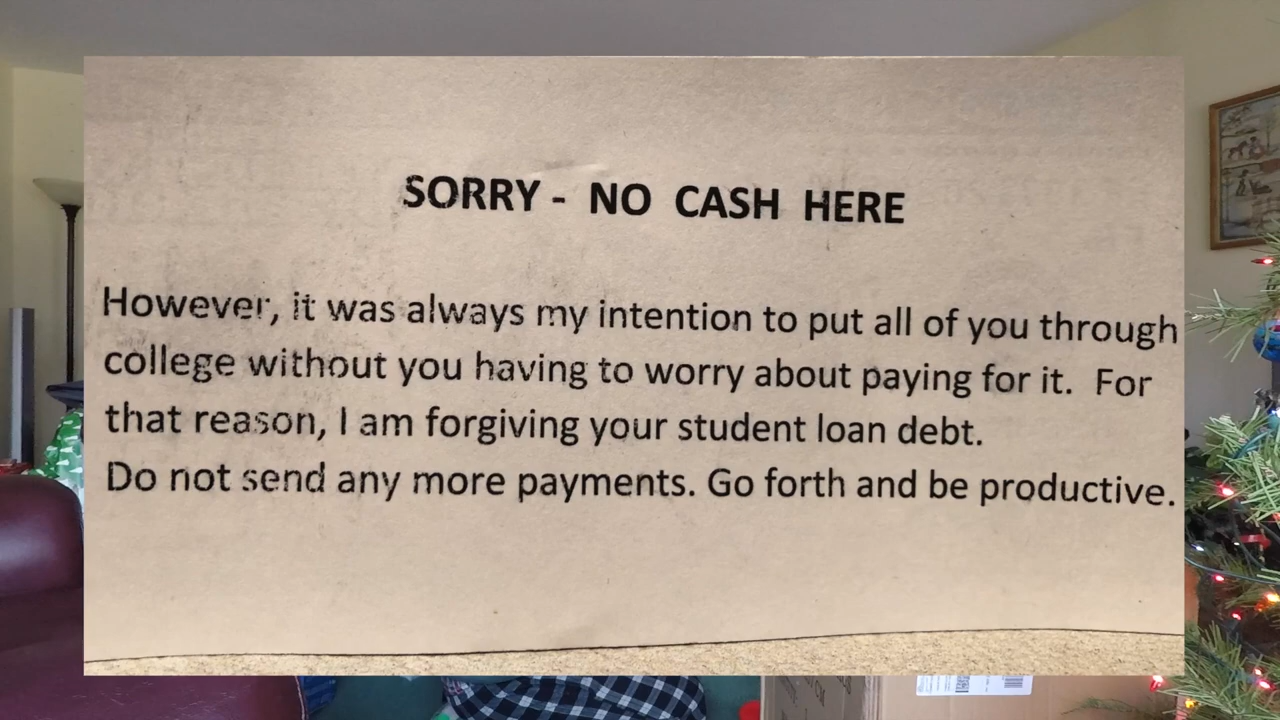 SORRY - NO CASH HERE
However, it was always my intention to put all of you through
college without you having to worry about paying for it. For
that reason, I am forgiving your student loan debt.
Do not send any more payments. Go forth and be productive.